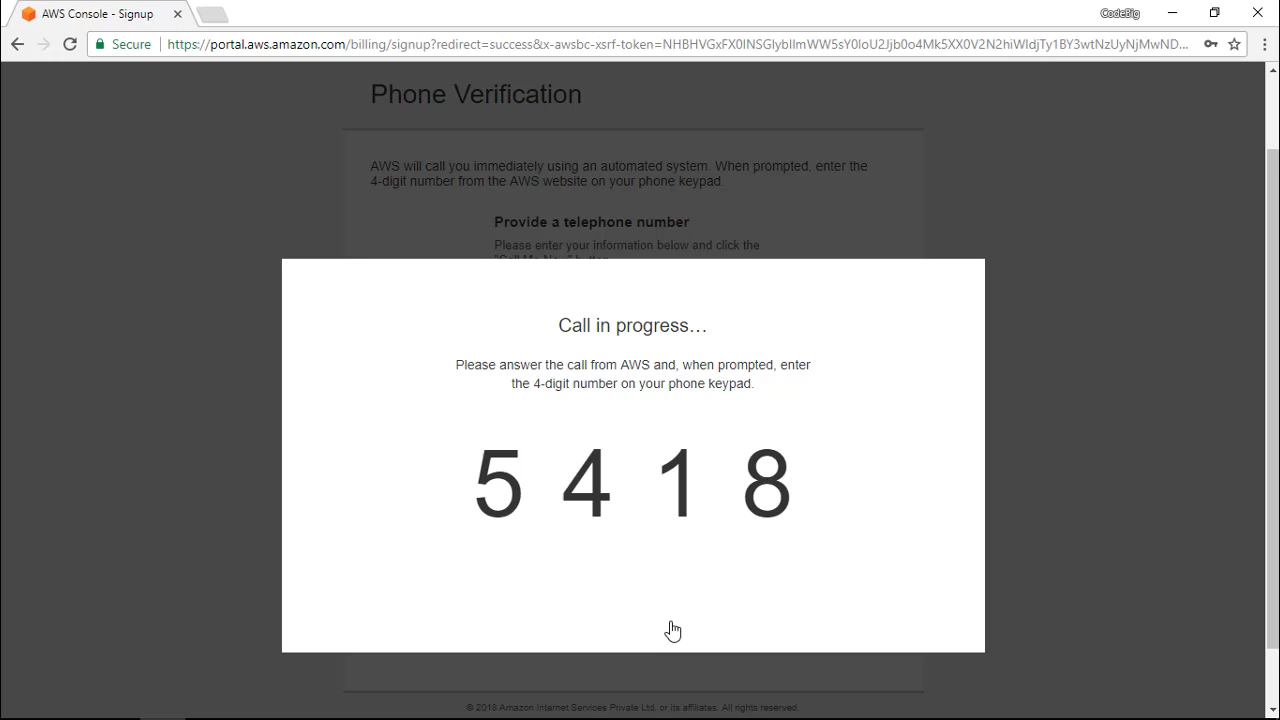 AWS Console - Signup
CodeBig
Secure
https://portal.aws.amazon.com/billing/signup?redirect=success&x-awsbc-xsrf-token=
Phone Verification
AWS will call you immediately using an automated system. When prompted, enter the
4-digit number from the AWS website on your phone keypad.
Provide a telephone number
Please enter your information below and click the
"Call Me Now" button
Call in progress...
Please answer the call from AWS and, when prompted, enter
the 4-digit number on your phone keypad.
5 4 1 8
© 2018 Amazon Internet Services Private Ltd. or its affiliates. All rights reserved.